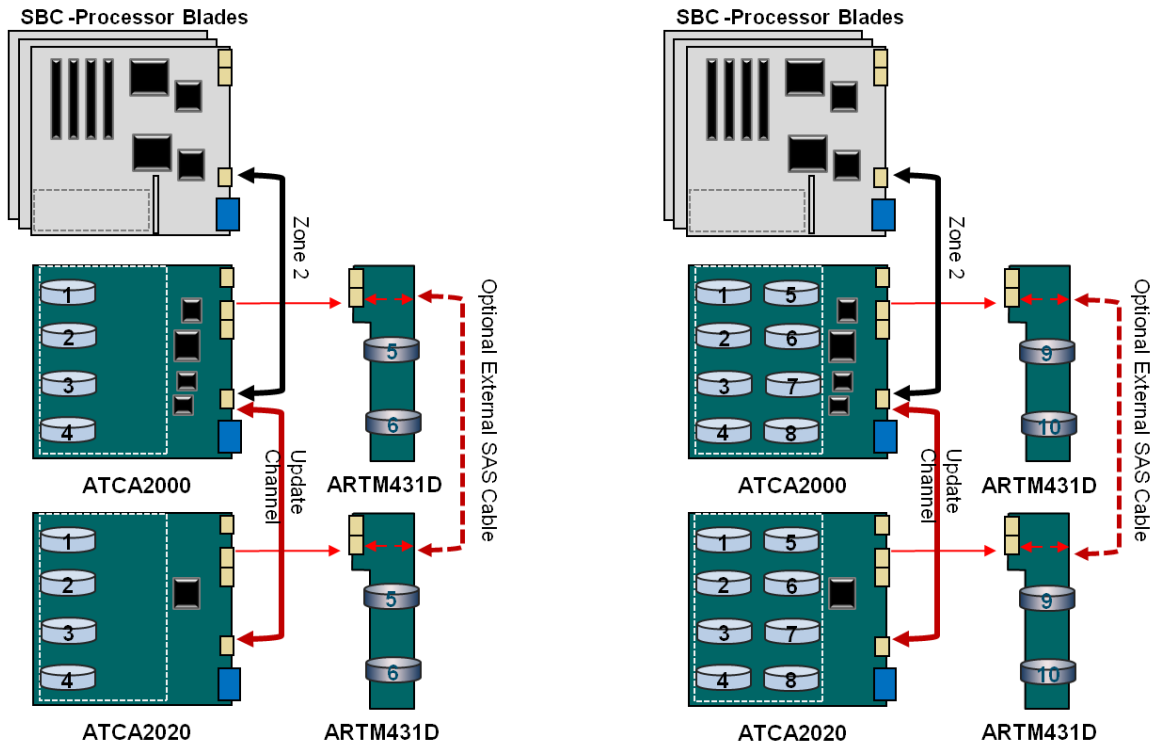 SBC -Processor Blades
Zone 2
1
2
3
4
5
6
Optional External SAS Cable
ATCA2000
ARTM431D
Update
Channel
1
2
3
4
5
6
ATCA2020
ARTM431D
SBC -Processor Blades
Zone 2
1 5
2 6
3 7
4 8
9
10
Optional External SAS Cable
ATCA2000
ARTM431D
Update
Channel
1 5
2 6
3 7
4 8
9
10
ATCA2020
ARTM431D